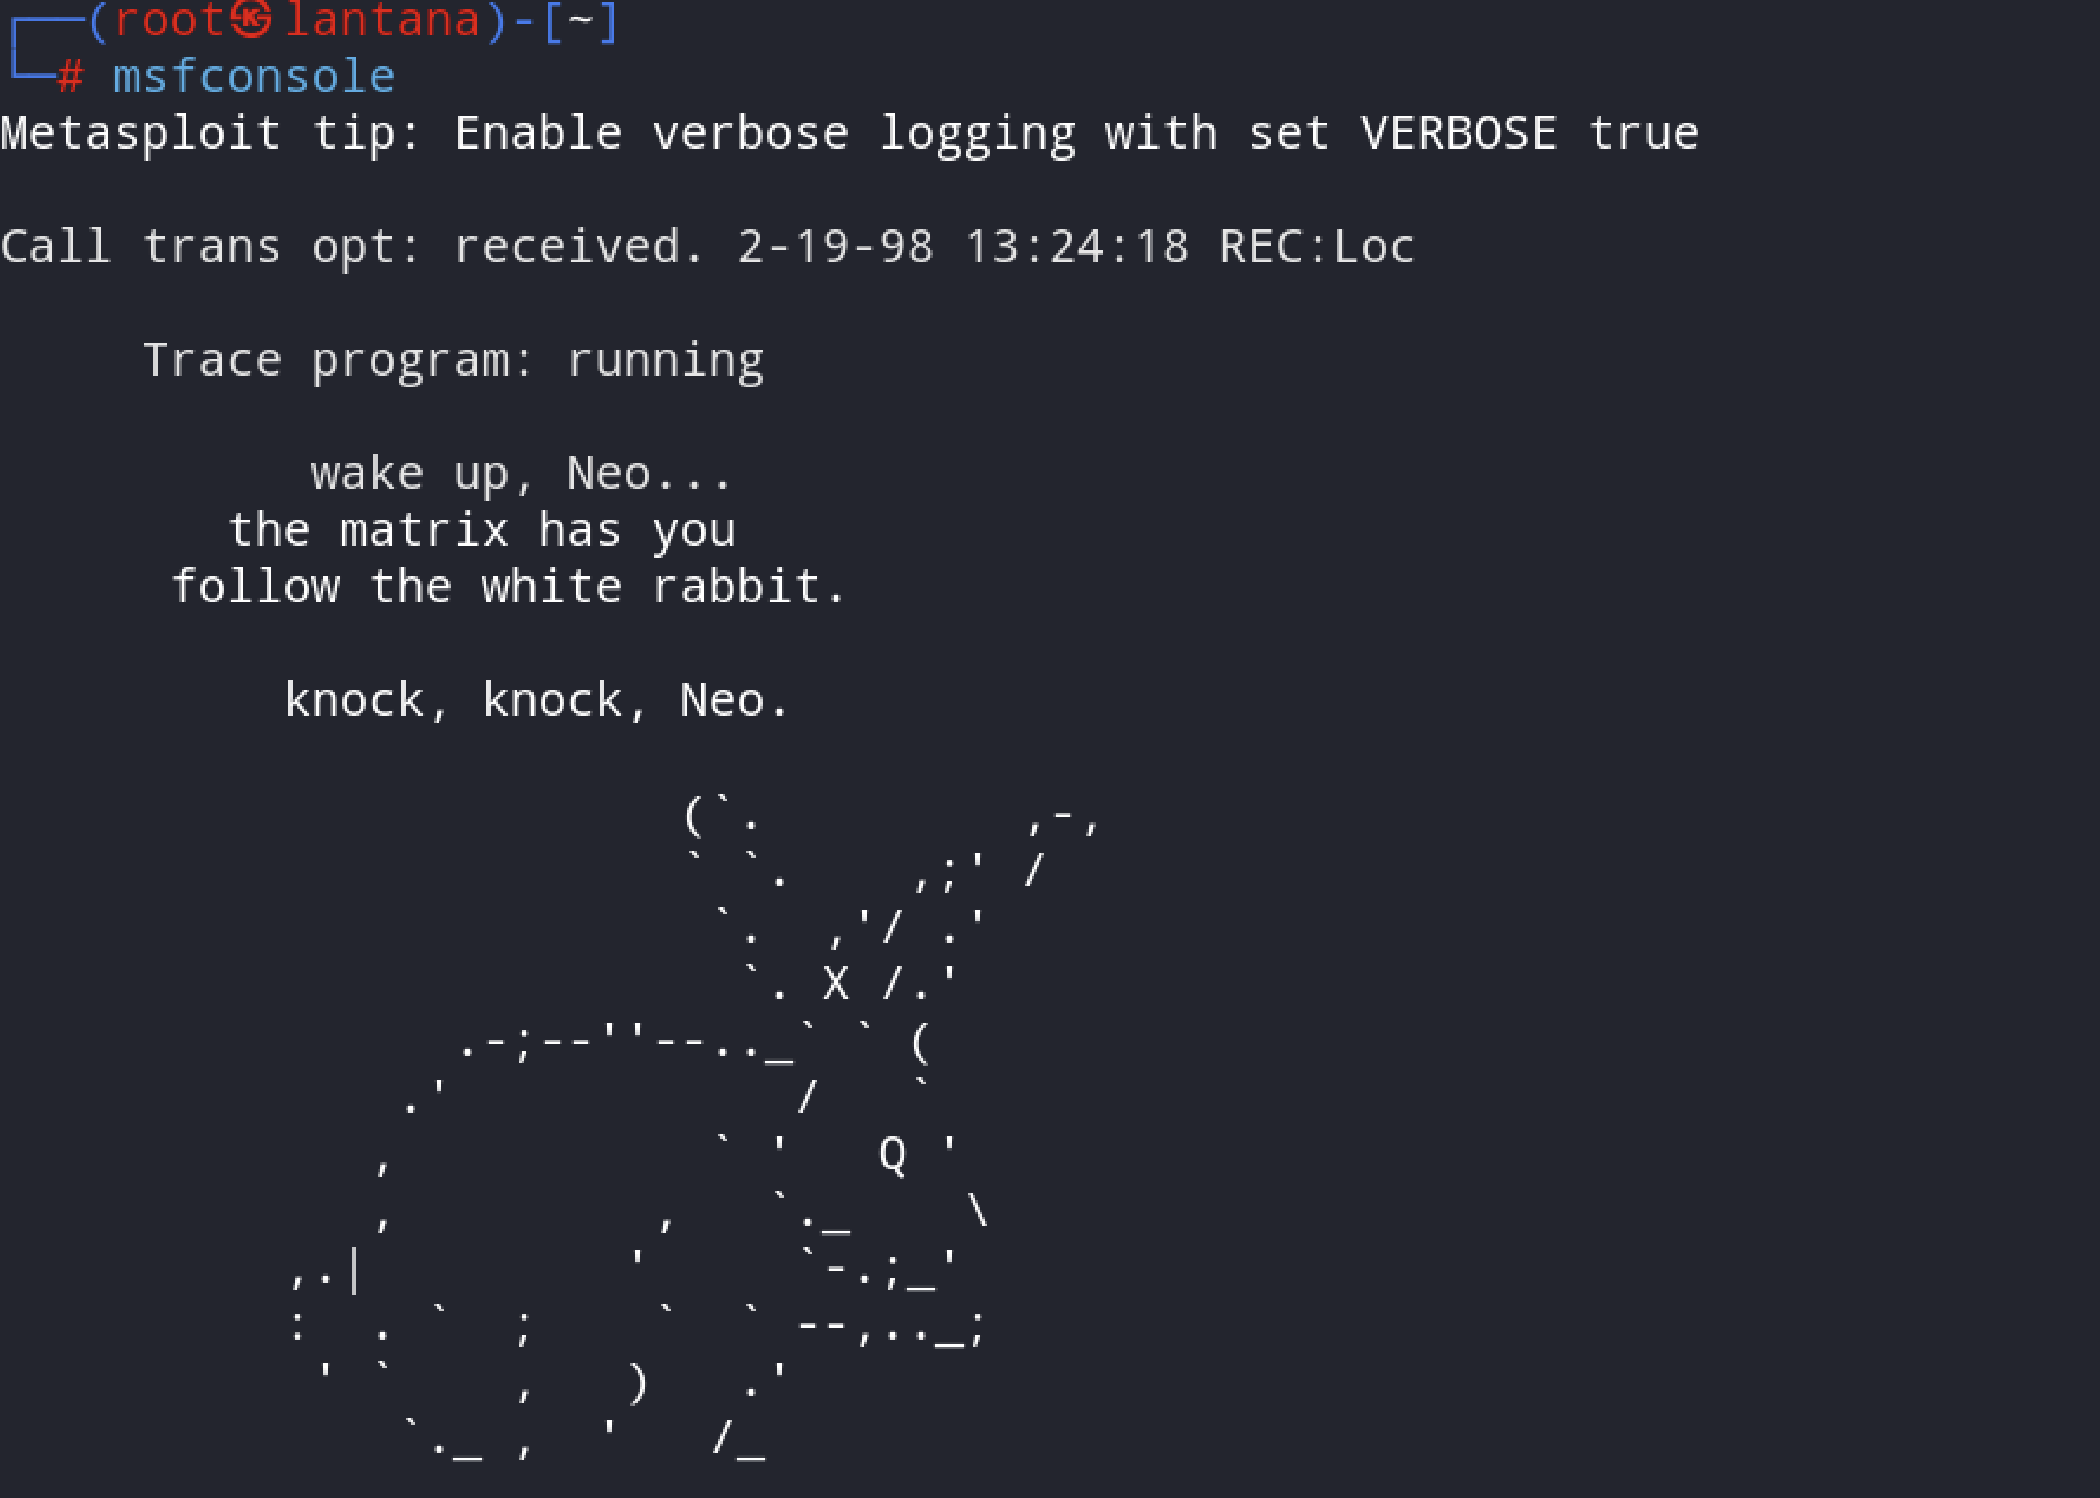 ┌──(root㉿lantana)-[~]
└─# msfconsole
Metasploit tip: Enable verbose logging with set VERBOSE true

Call trans opt: received. 2-19-98 13:24:18 REC:Loc

     Trace program: running

           wake up, Neo...
        the matrix has you
      follow the white rabbit.

          knock, knock, Neo.

                        (`.         ,-,
                        ` `.    ,;' /
                         `.  ,'/ .'
                          `. X /.'
                .-;--''--.._` ` (
              .'            /   `
             ,           ` '   Q '
             ,         ,   `._    \
          ,.|         '     `-.;_'
          :  . `  ;    `  ` --,.._;
           ' `    ,   )   .'
              `._ ,  '   /_